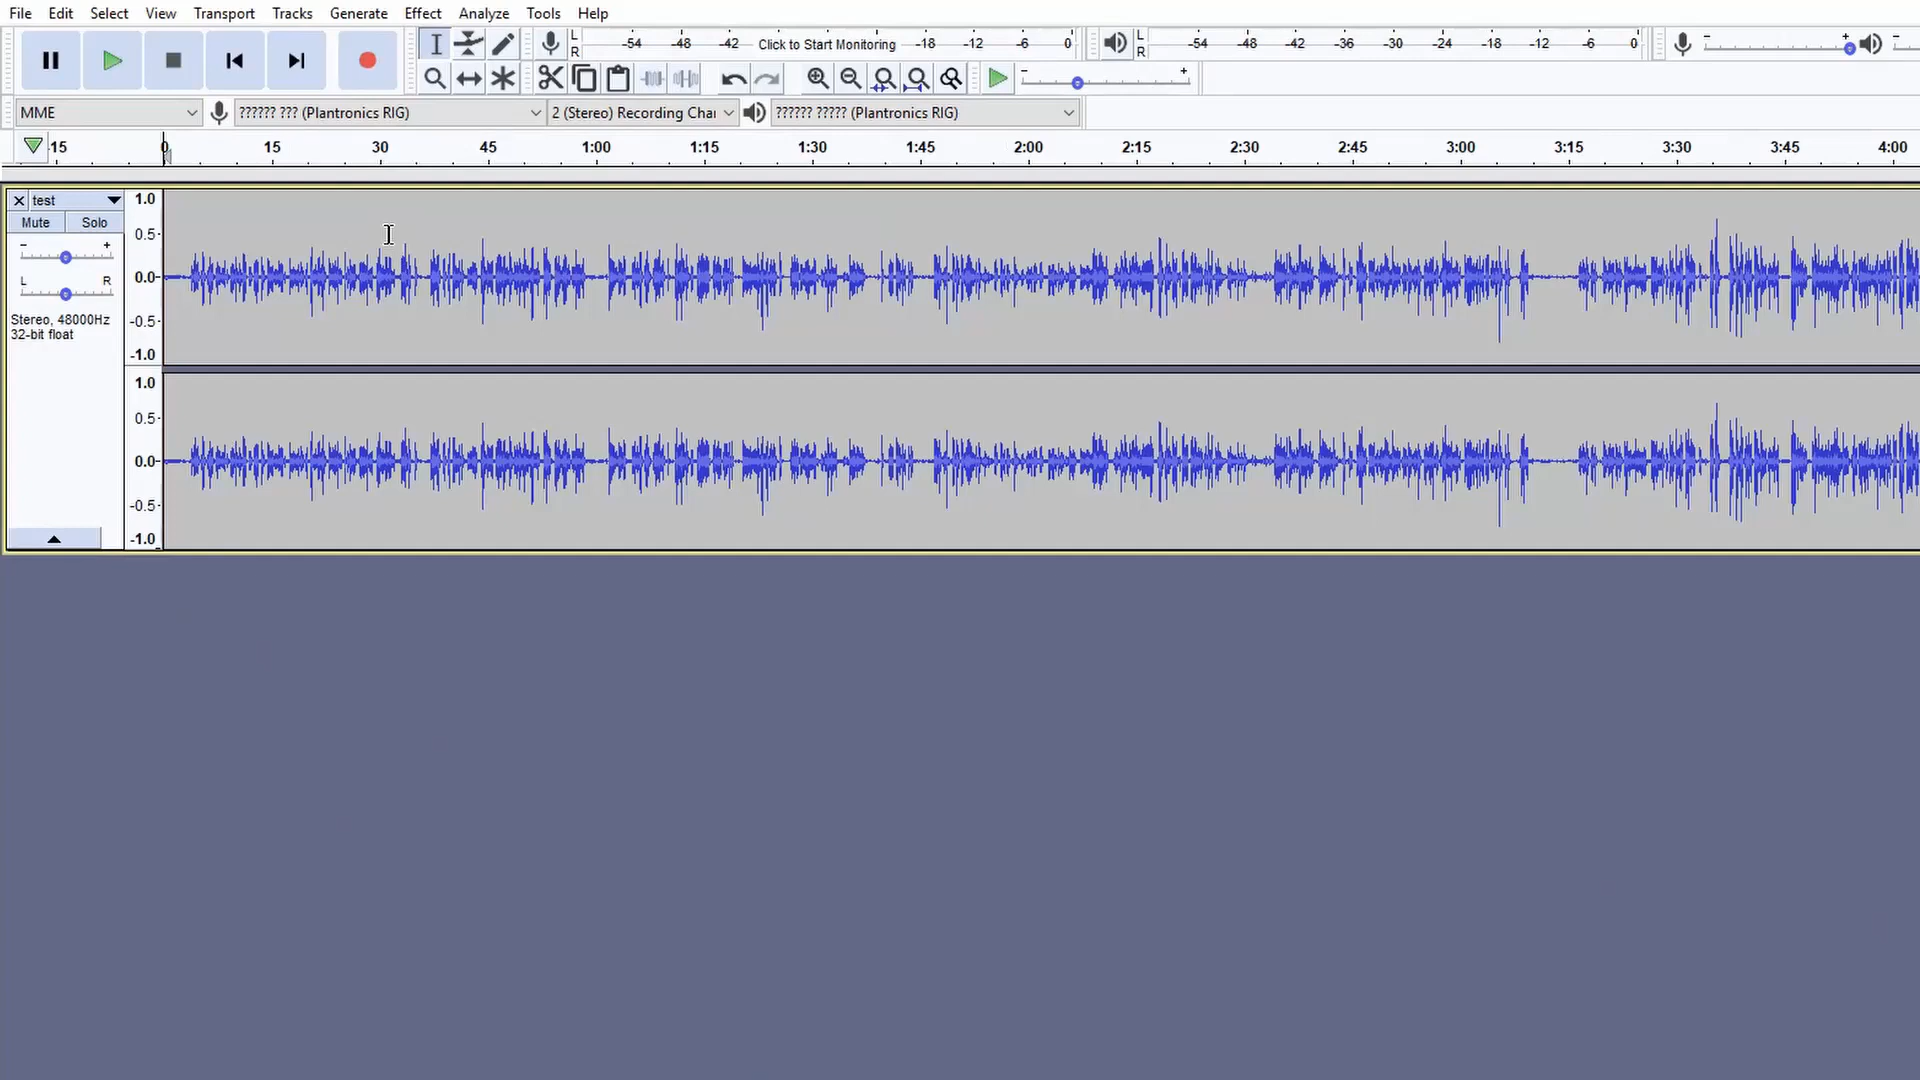 File Edit Select View Transport Tracks Generate Effect Analyze Tools Help
L R -54 -48 -42 Click to Start Monitoring -18 -12 -6 0 L R -54 -48 -42 -36 -30 -24 -18 -12 -6 0 - + -
- +
MME ?????? ??? (Plantronics RIG) 2 (Stereo) Recording Chai ?????? ????? (Plantronics RIG)
15 0 15 30 45 1:00 1:15 1:30 1:45 2:00 2:15 2:30 2:45 3:00 3:15 3:30 3:45 4:00
test
Mute Solo
- +
L R
Stereo, 48000Hz
32-bit float
1.0
0.5-
0.0-
-0.5-
-1.0
1.0
0.5-
0.0-
-0.5-
-1.0